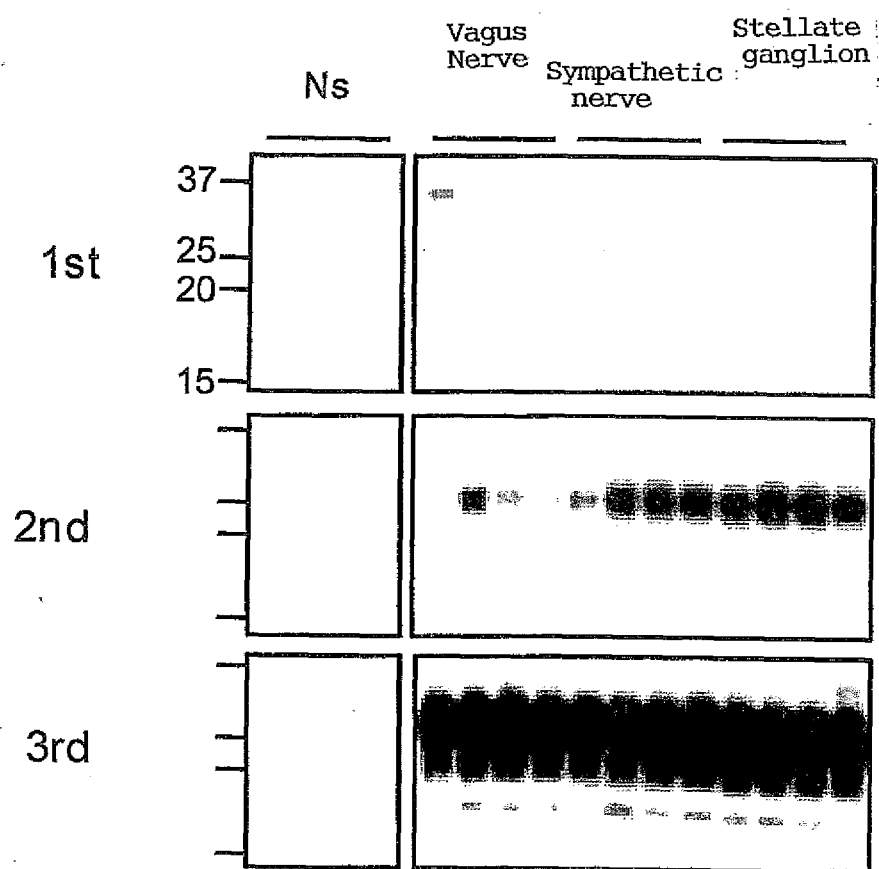 Vagus
Nerve
Sympathetic
nerve
Stellate
ganglion
Ns
1st
37
25
20
15
2nd
3rd